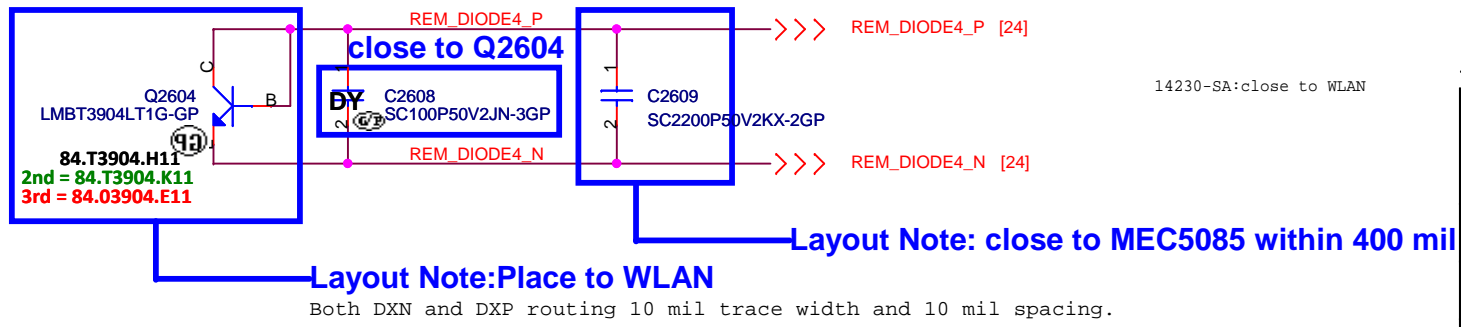 REM_DIODE4_P
REM_DIODE4_P [24]
close to Q2604
14230-SA:close to WLAN
C
B
Q2604
LMBT3904LT1G-GP
1
2
DY
C2608
SC100P50V2JN-3GP
G/P
1
2
C2609
SC2200P50V2KX-2GP
84.T3904.H11
2nd = 84.T3904.K11
3rd = 84.03904.E11
REM_DIODE4_N
REM_DIODE4_N [24]
Layout Note: close to MEC5085 within 400 mil
Layout Note:Place to WLAN
Both DXN and DXP routing 10 mil trace width and 10 mil spacing.